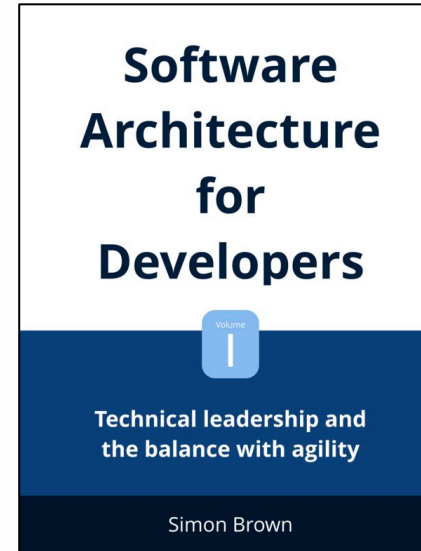 Software
Architecture
for
Developers
Volume
I
Technical leadership and
the balance with agility
Simon Brown